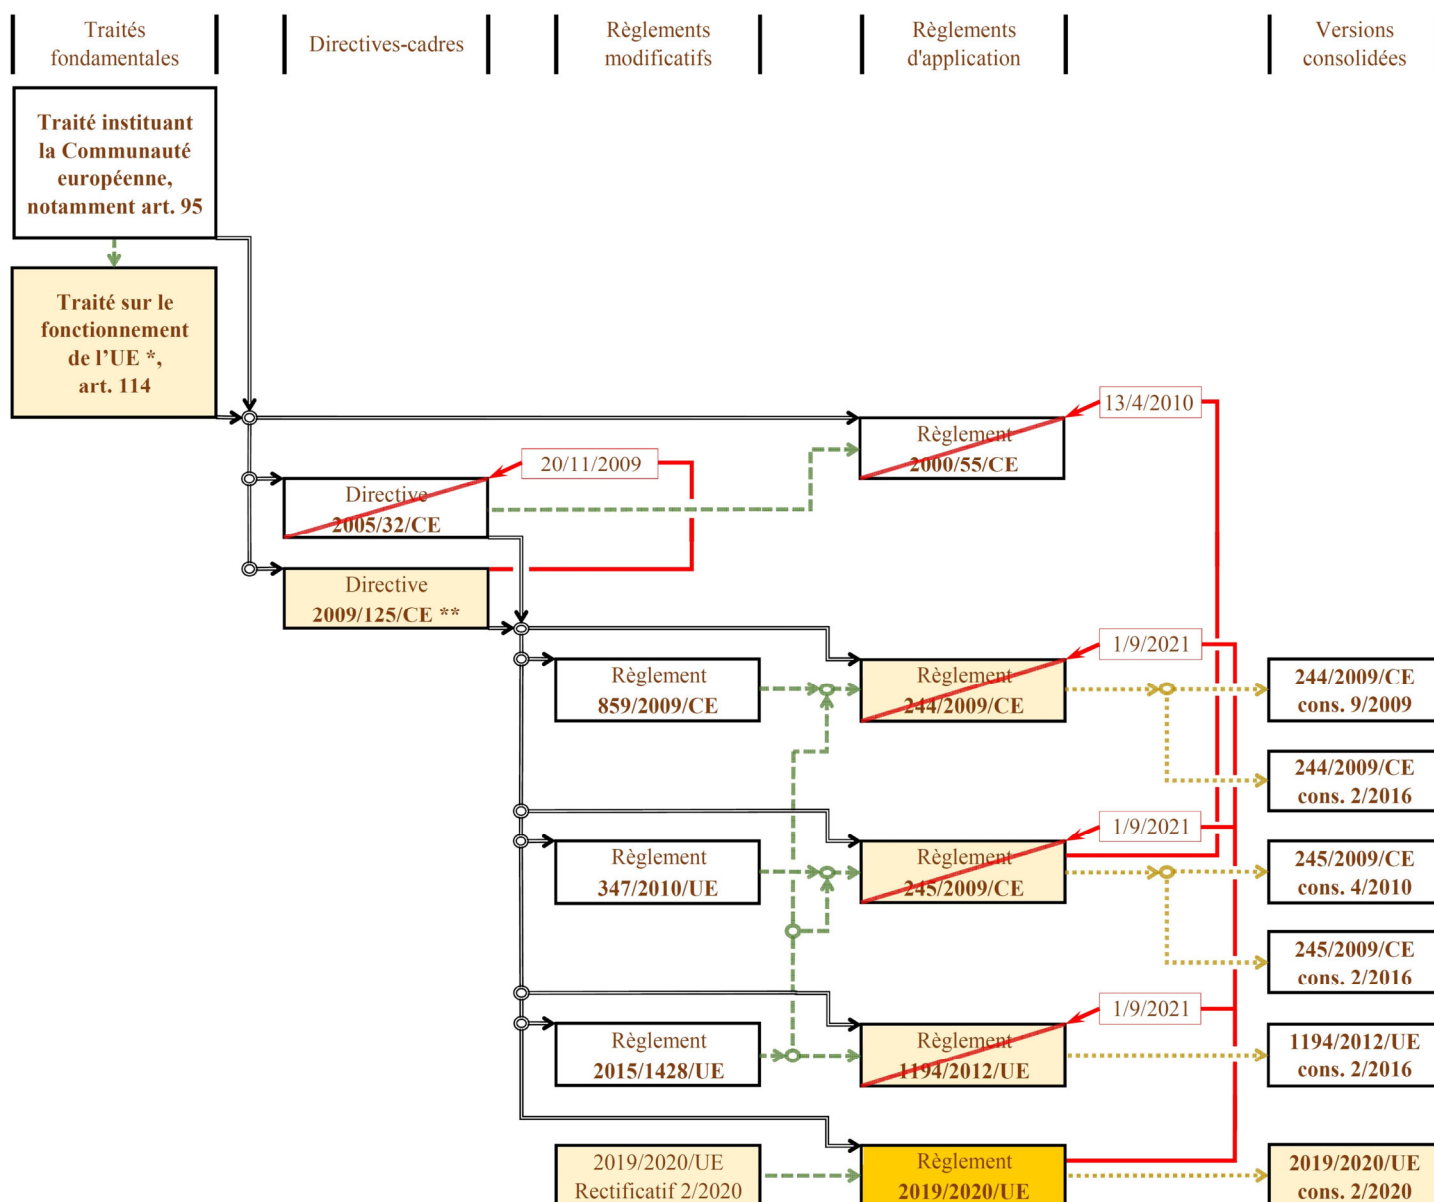 Traités
fondamentales
Directives-cadres
Règlements
modificatifs
Règlements
d'application
Versions
consolidées
Traité instituant
la Communauté
européenne,
notamment art. 95
Traité sur le
fonctionnement
de l’UE *,
art. 114
13/4/2010
Règlement
2000/55/CE
20/11/2009
Directive
2005/32/CE
Directive
2009/125/CE **
1/9/2021
Règlement
859/2009/CE
Règlement
244/2009/CE
244/2009/CE
cons. 9/2009
244/2009/CE
cons. 2/2016
1/9/2021
Règlement
347/2010/UE
Règlement
245/2009/CE
245/2009/CE
cons. 4/2010
245/2009/CE
cons. 2/2016
1/9/2021
Règlement
2015/1428/UE
Règlement
1194/2012/UE
1194/2012/UE
cons. 2/2016
2019/2020/UE
Rectificatif 2/2020
Règlement
2019/2020/UE
2019/2020/UE
cons. 2/2020